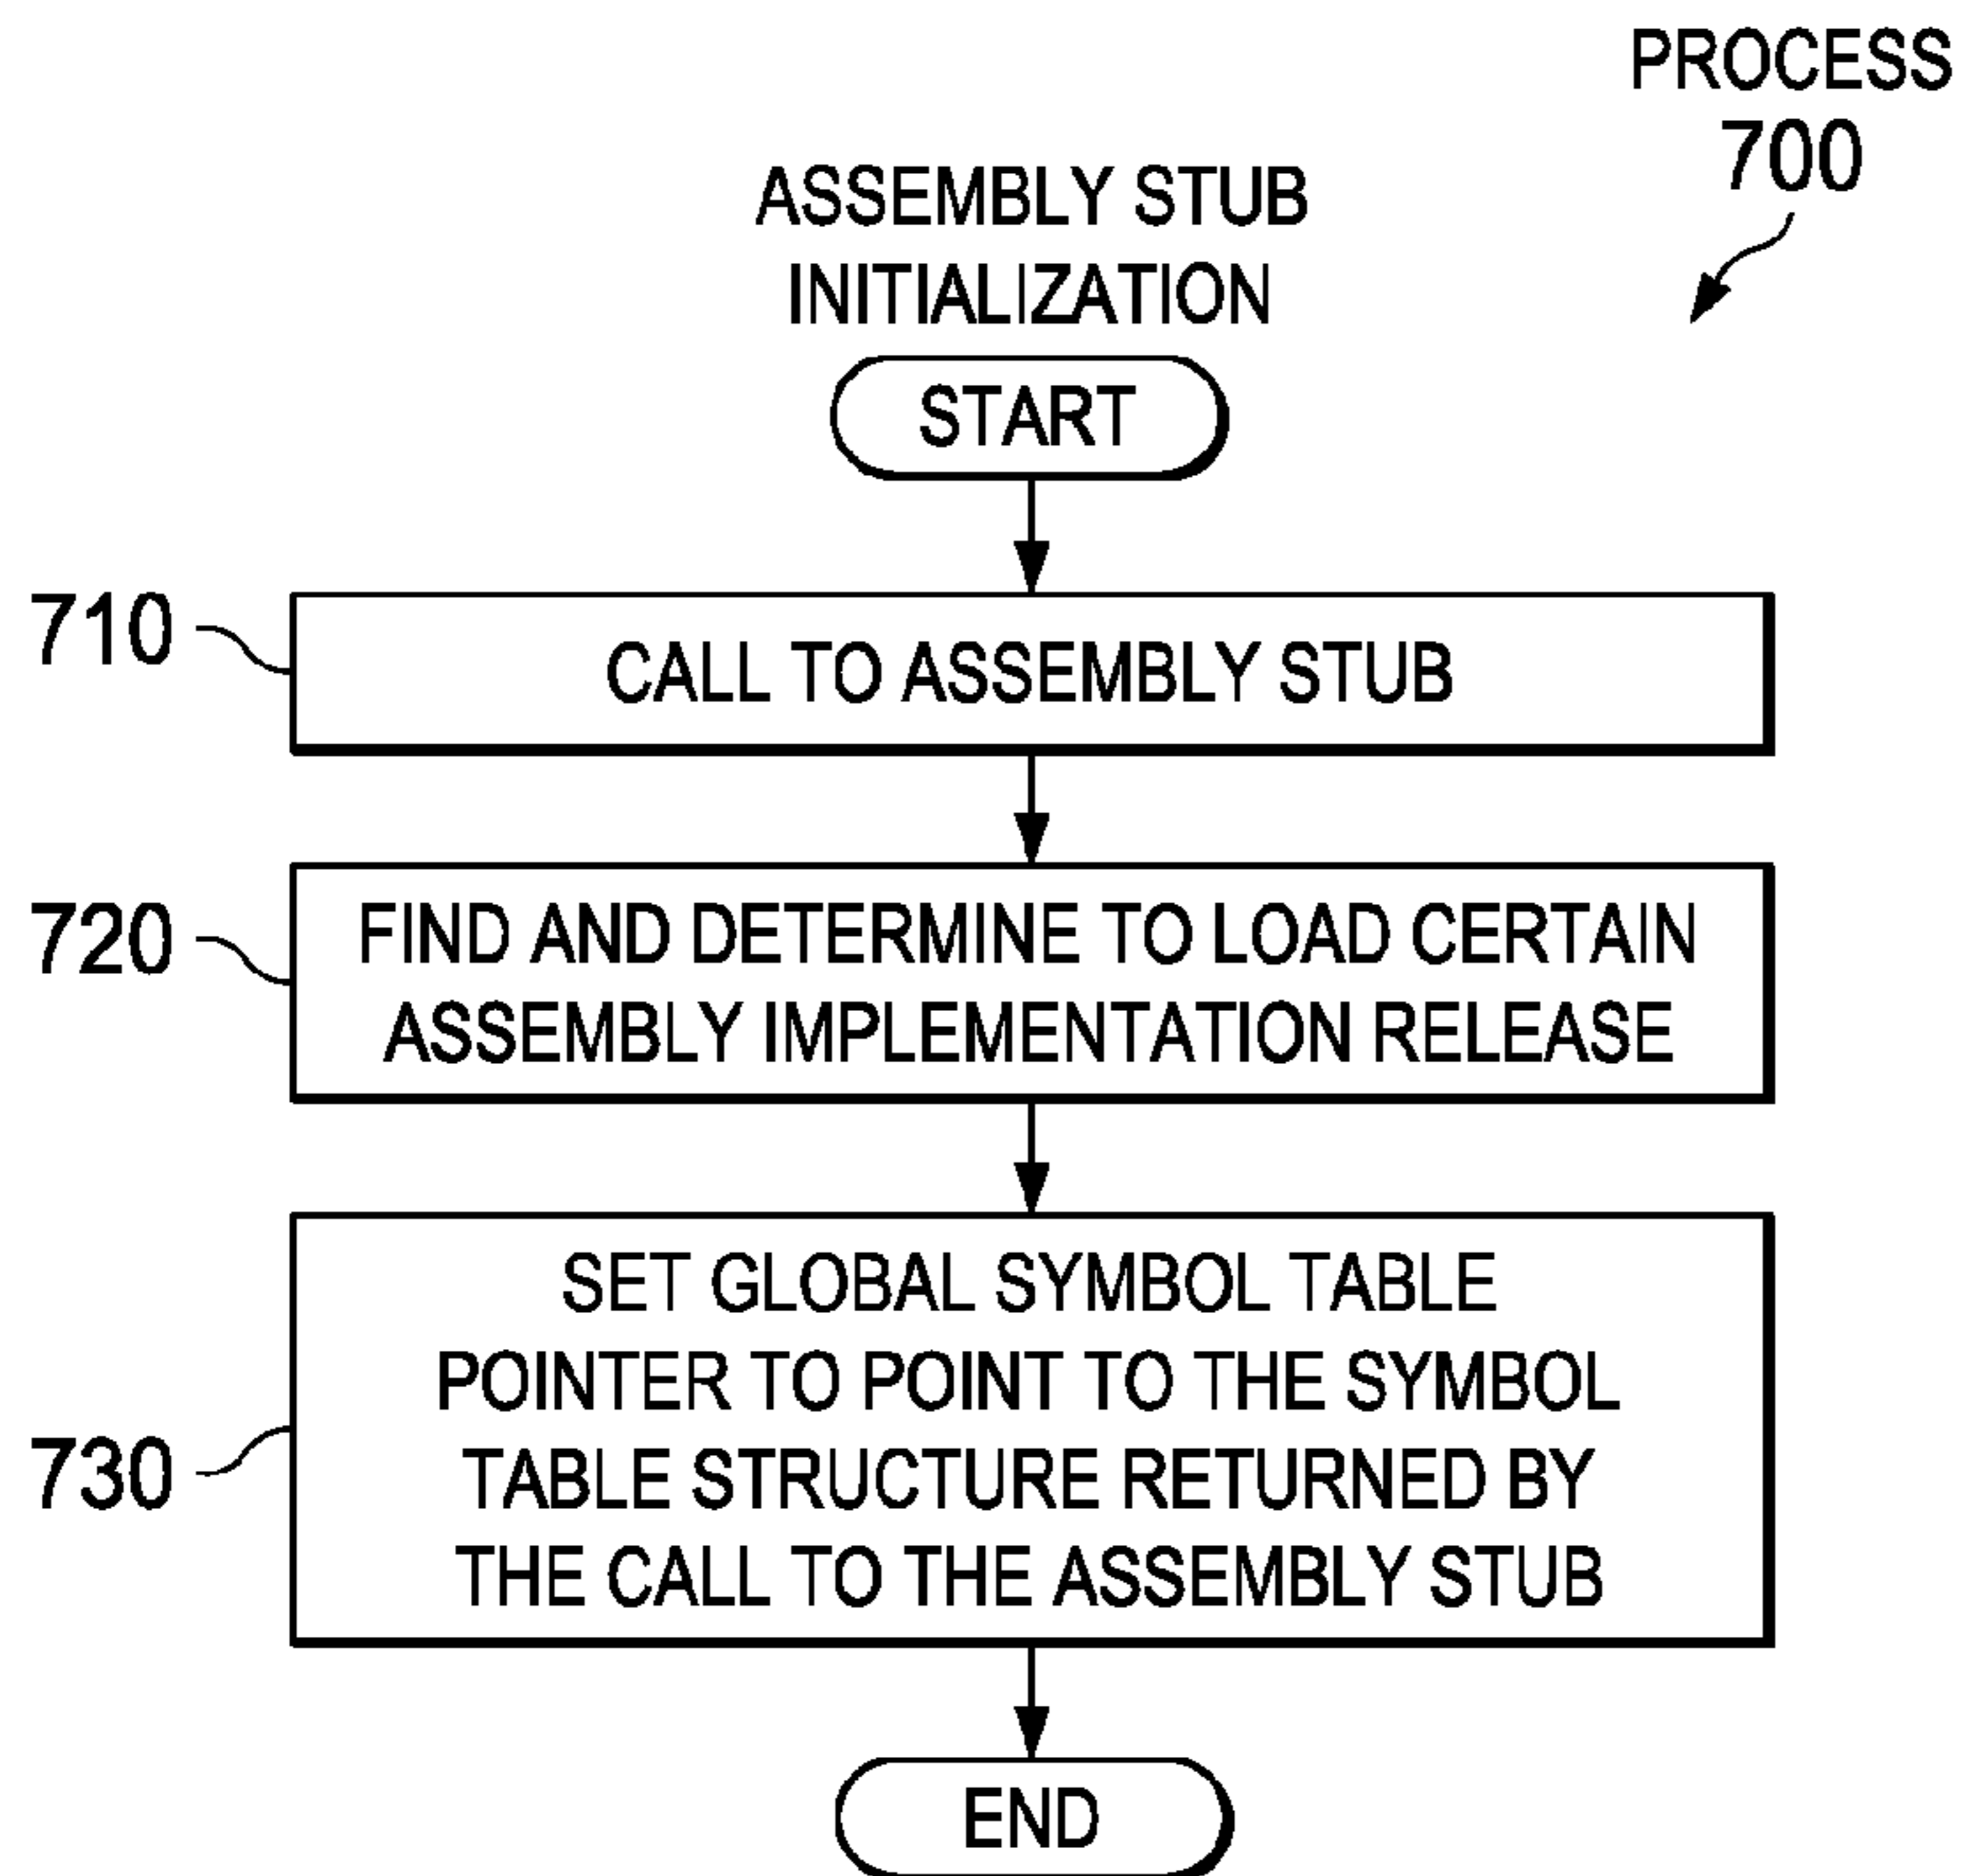 PROCESS
700
ASSEMBLY STUB
INITIALIZATION
START
710
CALL TO ASSEMBLY STUB
720
FIND AND DETERMINE TO LOAD CERTAIN
ASSEMBLY IMPLEMENTATION RELEASE
SET GLOBAL SYMBOL TABLE
POINTER TO POINT TO THE SYMBOL
730
TABLE STRUCTURE RETURNED BY
THE CALL TO THE ASSEMBLY STUB
END